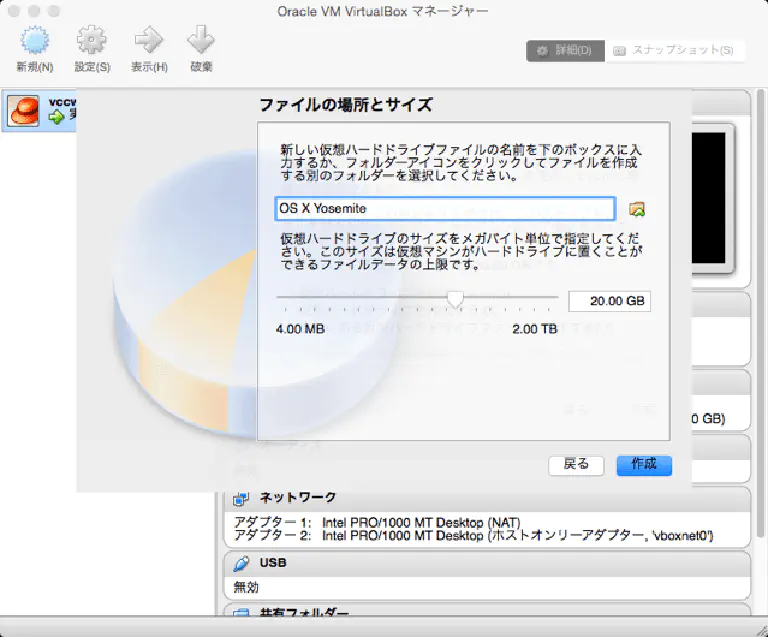 Oracle VM VirtualBox マネージャー
新規(N)
設定(S)
表示(H)
破棄
詳細(D)
スナップショット(S)
vccw
ファイルの場所とサイズ
新しい仮想ハードドライブファイルの名前を下のボックスに入
力するか、フォルダーアイコンをクリックしてファイルを作成
する別のフォルダーを選択してください。
OS X Yosemite
仮想ハードドライブのサイズをメガバイト単位で指定してくだ
さい。このサイズは仮想マシンがハードドライブに置くことが
できるファイルデータの上限です。
20.00 GB
4.00 MB
2.00 TB
0 GB)
戻る
作成
ネットワーク
アダプター 1: Intel PRO/1000 MT Desktop (NAT)
アダプター 2: Intel PRO/1000 MT Desktop (ホストオンリーアダプター, 'vboxnet0')
USB
無効
共有フォルダー